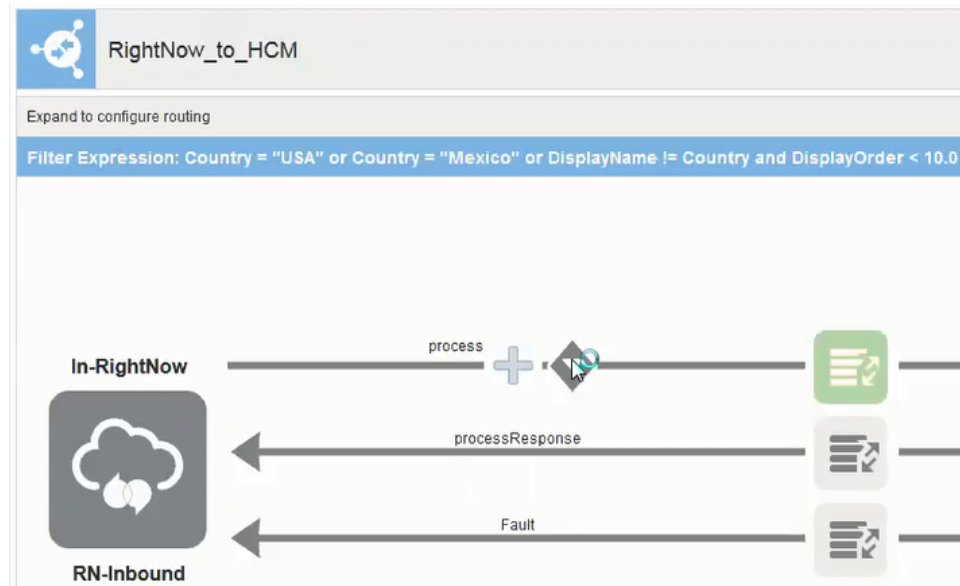 RightNow_to_HCM
Expand to configure routing
Filter Expression: Country = "USA" or Country = "Mexico" or DisplayName != Country and DisplayOrder < 10.0
process
In-RightNow
processResponse
Fault
RN-Inbound